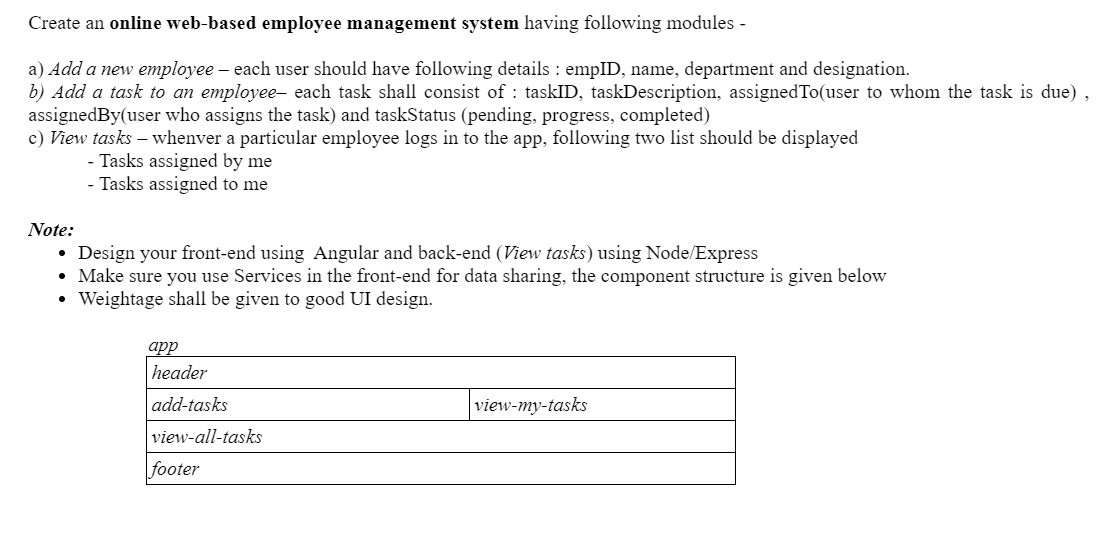 Create an online web-based employee management system having following modules -
a) Add a new employee – each user should have following details : empID, name, department and designation.
b) Add a task to an employee– each task shall consist of : taskID, taskDescription, assignedTo(user to whom the task is due) ,
assignedBy(user who assigns the task) and taskStatus (pending, progress, completed)
c) View tasks – whenver a particular employee logs in to the app, following two list should be displayed
- Tasks assigned by me
- Tasks assigned to me
Note:
• Design your front-end using Angular and back-end (View tasks) using Node/Express
• Make sure you use Services in the front-end for data sharing, the component structure is given below
• Weightage shall be given to good UI design.
app
header
add-tasks view-my-tasks
view-all-tasks
footer